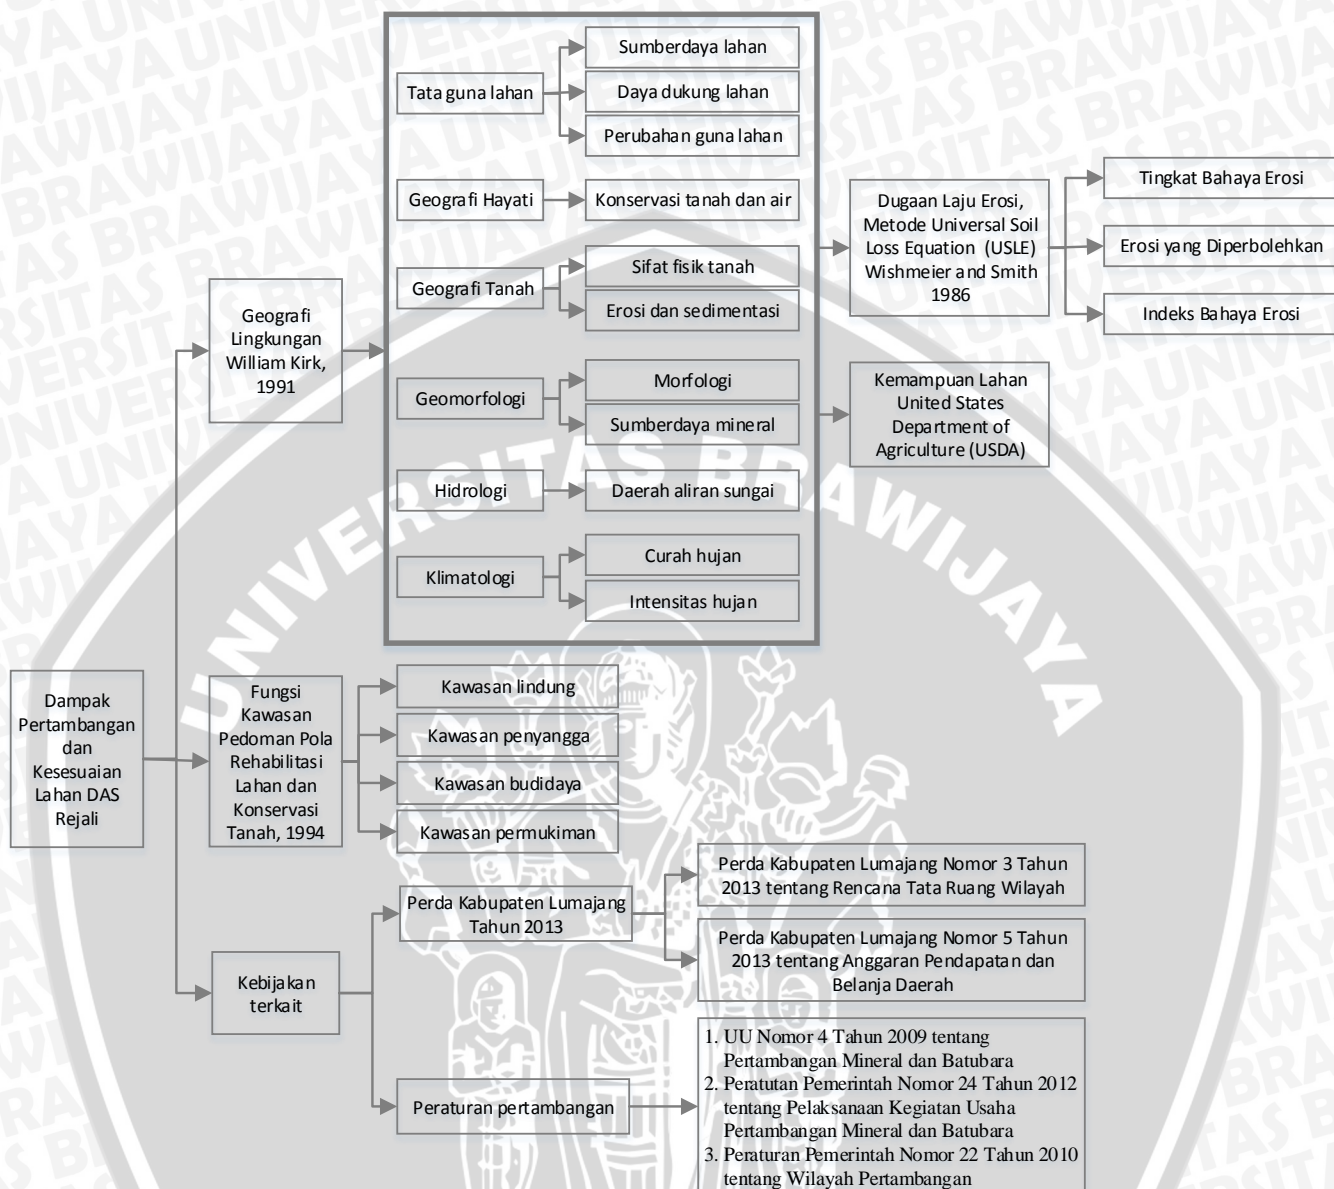 Dampak
Pertambangan
dan
Kesesuaian
Lahan DAS
Rejali
Geografi
Lingkungan
William Kirk,
1991
Tata guna lahan
Sumberdaya lahan
Daya dukung lahan
Perubahan guna lahan
Geografi Hayati
Konservasi tanah dan air
Geografi Tanah
Sifat fisik tanah
Erosi dan sedimentasi
Geomorfologi
Morfologi
Sumberdaya mineral
Hidrologi
Daerah aliran sungai
Klimatologi
Curah hujan
Intensitas hujan
Dugaan Laju Erosi,
Metode Universal Soil
Loss Equation (USLE)
Wishmeier and Smith
1986
Tingkat Bahaya Erosi
Erosi yang Diperbolehkan
Indeks Bahaya Erosi
Kemampuan Lahan
United States
Department of
Agriculture (USDA)
Fungsi
Kawasan
Pedoman Pola
Rehabilitasi
Lahan dan
Konservasi
Tanah, 1994
Kawasan lindung
Kawasan penyangga
Kawasan budidaya
Kawasan permukiman
Kebijakan
terkait
Perda Kabupaten Lumajang
Tahun 2013
Perda Kabupaten Lumajang Nomor 3 Tahun
2013 tentang Rencana Tata Ruang Wilayah
Perda Kabupaten Lumajang Nomor 5 Tahun
2013 tentang Anggaran Pendapatan dan
Belanja Daerah
Peraturan pertambangan
1. UU Nomor 4 Tahun 2009 tentang
Pertambangan Mineral dan Batubara
2. Peratutan Pemerintah Nomor 24 Tahun 2012
tentang Pelaksanaan Kegiatan Usaha
Pertambangan Mineral dan Batubara
3. Peraturan Pemerintah Nomor 22 Tahun 2010
tentang Wilayah Pertambangan
UNIVERSITAS BRAWIJAYA